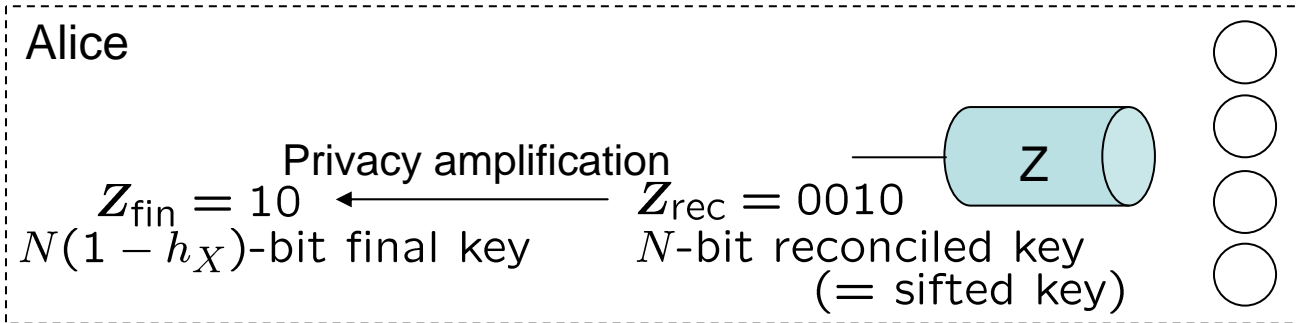 Alice
Privacy amplification
Z
Z_fin = 10
Z_rec = 0010
N(1 − h_X)-bit final key
N-bit reconciled key
(= sifted key)